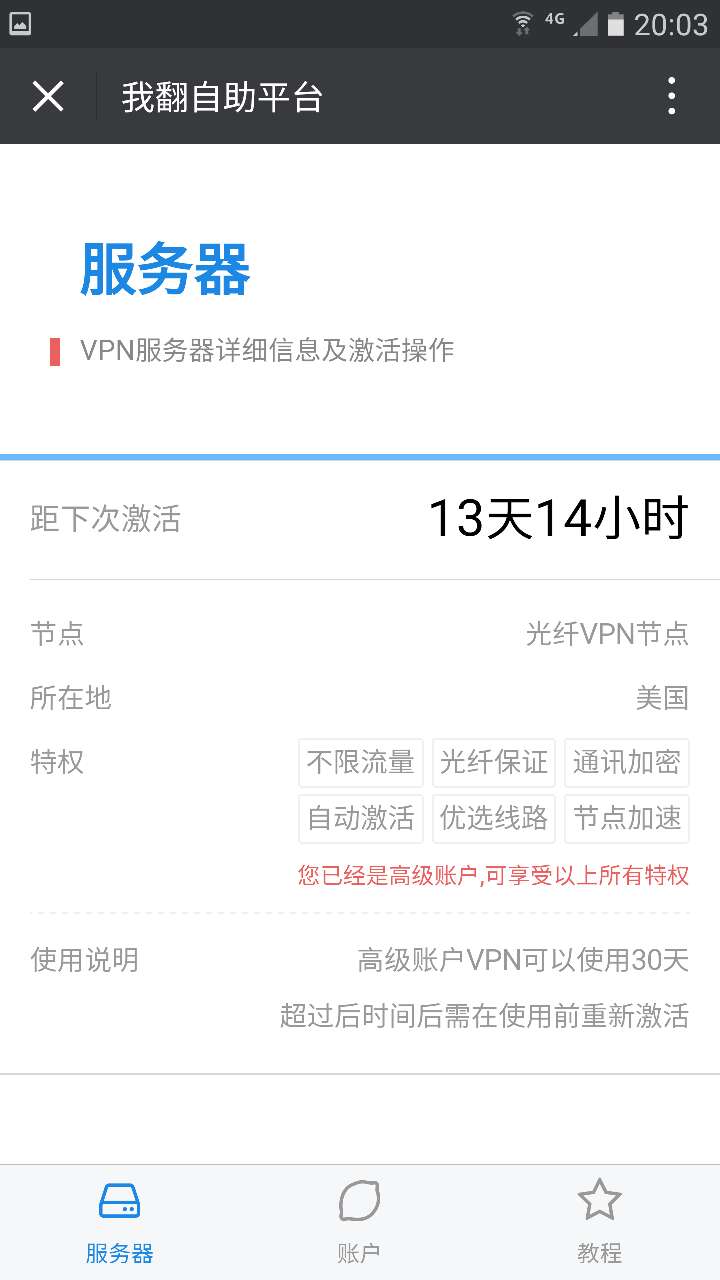 4G 20:03
我翻自助平台
服务器
VPN服务器详细信息及激活操作
距下次激活 13天14小时
节点 光纤VPN节点
所在地 美国
特权 不限流量 光纤保证 通讯加密
自动激活 优选线路 节点加速
您已经是高级账户,可享受以上所有特权
使用说明 高级账户VPN可以使用30天
超过后时间后需在使用前重新激活
服务器 账户 教程